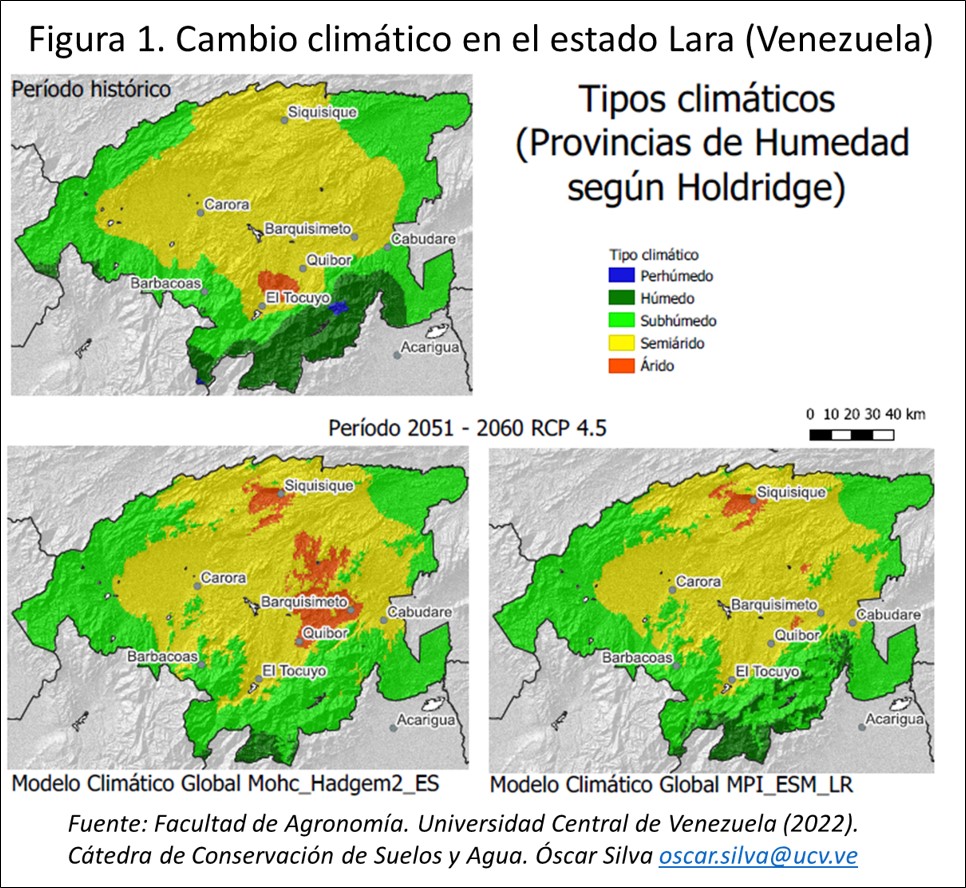 Figura 1. Cambio climático en el estado Lara (Venezuela)
Período histórico
Siquisique
Carora
Barquisimeto
Cabudare
Quibor
Barbacoas
El Tocuyo
Acarigua
Tipos climáticos
(Provincias de Humedad
según Holdridge)
Tipo climático
Perhúmedo
Húmedo
Subhúmedo
Semiárido
Árido
Período 2051 - 2060 RCP 4.5
0 10 20 30 40 km
Siquisique
Carora
Barquisimeto
Cabudare
Quibor
Barbacoas
El Tocuyo
Acarigua
Modelo Climático Global Mohc_Hadgem2_ES
Siquisique
Carora
Barquisimeto
Cabudare
Quibor
Barbacoas
El Tocuyo
Acarigua
Modelo Climático Global MPI_ESM_LR
Fuente: Facultad de Agronomía. Universidad Central de Venezuela (2022).
Cátedra de Conservación de Suelos y Agua. Óscar Silva oscar.silva@ucv.ve